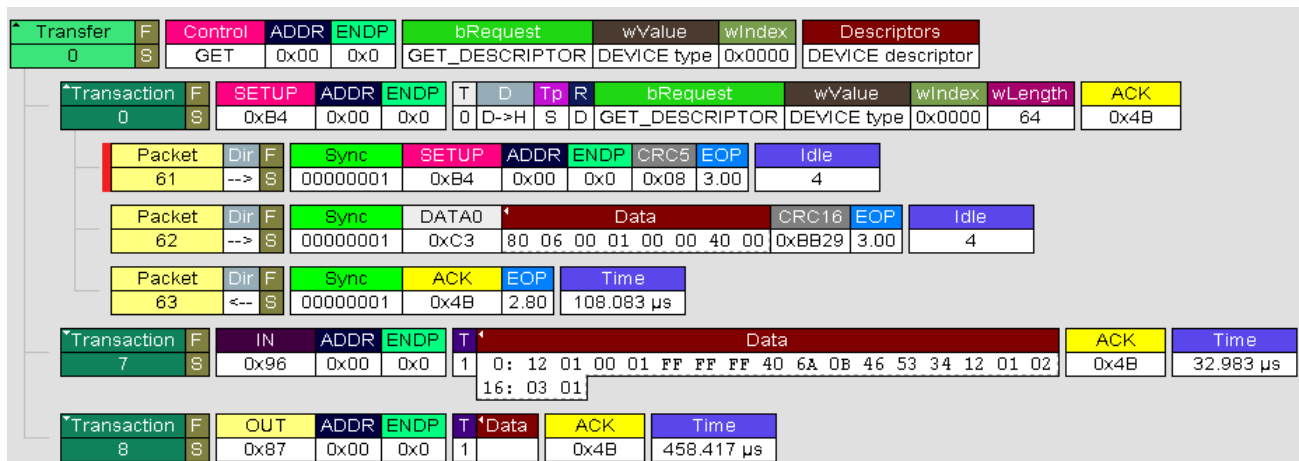 Transfer F Control ADDR ENDP bRequest wValue wIndex Descriptors
0 S GET 0x00 0x0 GET_DESCRIPTOR DEVICE type 0x0000 DEVICE descriptor
Transaction F SETUP ADDR ENDP T D Tp R bRequest wValue wIndex wLength ACK
0 S 0xB4 0x00 0x0 0 D->H S D GET_DESCRIPTOR DEVICE type 0x0000 64 0x4B
Packet Dir F Sync SETUP ADDR ENDP CRC5 EOP Idle
61 --> S 00000001 0xB4 0x00 0x0 0x08 3.00 4
Packet Dir F Sync DATA0 Data CRC16 EOP Idle
62 --> S 00000001 0xC3 80 06 00 01 00 00 40 00 0xBB29 3.00 4
Packet Dir F Sync ACK EOP Time
63 <-- S 00000001 0x4B 2.80 108.083 µs
Transaction F IN ADDR ENDP T Data ACK Time
7 S 0x96 0x00 0x0 1 0: 12 01 00 01 FF FF FF 40 6A 0B 46 53 34 12 01 02 0x4B 32.983 µs
16: 03 01
Transaction F OUT ADDR ENDP T Data ACK Time
8 S 0x87 0x00 0x0 1 0x4B 458.417 µs